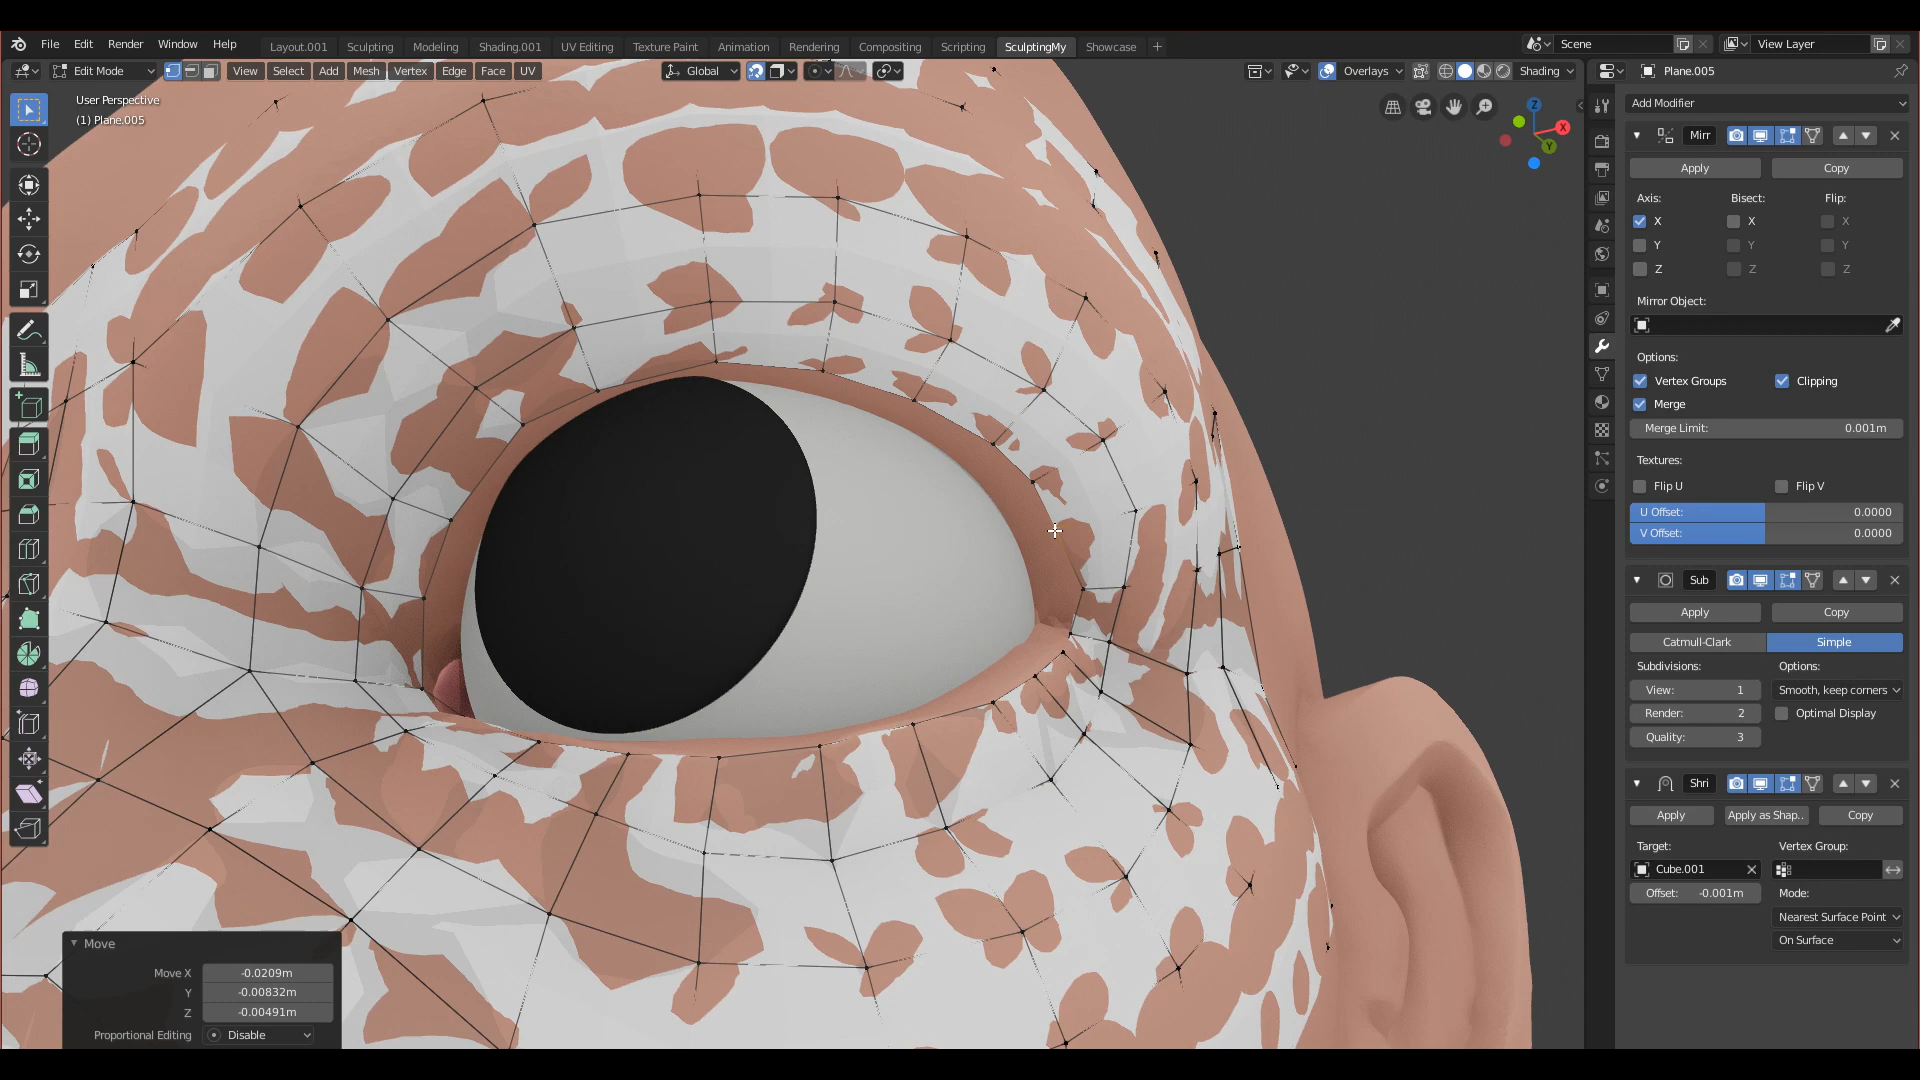 File Edit Render Window Help Layout.001 Sculpting Modeling Shading.001 UV Editing Texture Paint Animation Rendering Compositing Scripting SculptingMy Showcase + Scene View Layer
Edit Mode View Select Add Mesh Vertex Edge Face UV Global Overlays Shading Plane.005
User Perspective
(1) Plane.005
Z
X
Y
Add Modifier
Mirr
Apply Copy
Axis: Bisect: Flip:
X X X
Y Y Y
Z Z Z
Mirror Object:
Options:
Vertex Groups Clipping
Merge
Merge Limit: 0.001m
Textures:
Flip U Flip V
U Offset: 0.0000
V Offset: 0.0000
Sub
Apply Copy
Catmull-Clark Simple
Subdivisions: Options:
View: 1 Smooth, keep corners
Render: 2 Optimal Display
Quality: 3
Shri
Apply Apply as Shap.. Copy
Target: Vertex Group:
Cube.001
Offset: -0.001m Mode:
Nearest Surface Point
On Surface
Move
Move X -0.0209m
Y -0.00832m
Z -0.00491m
Proportional Editing Disable